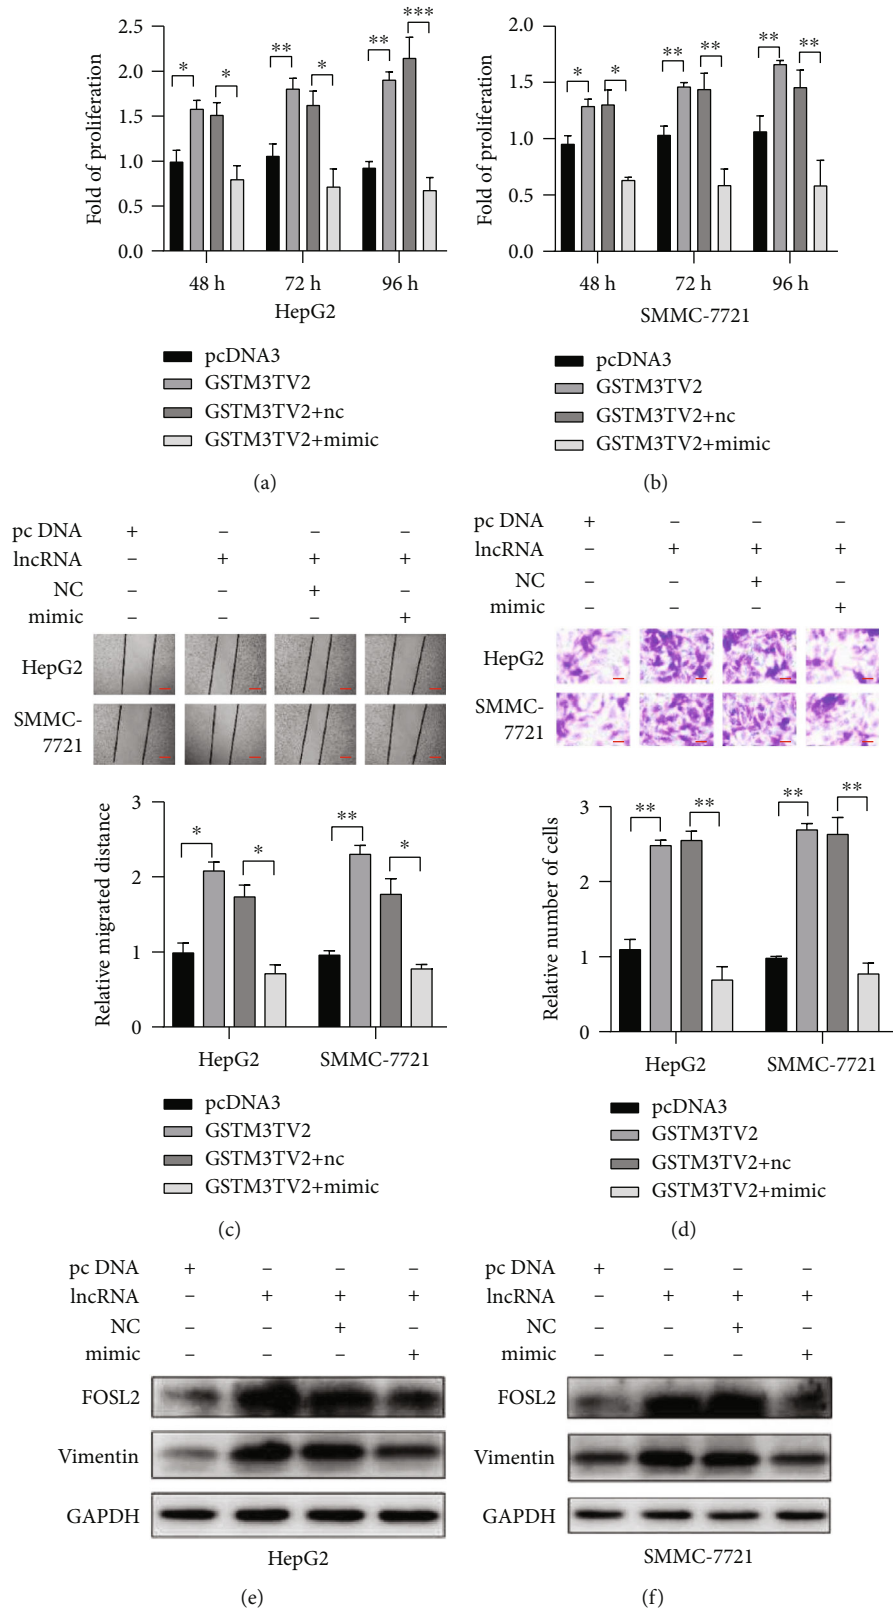 2.5
2.0
1.5
1.0
0.5
0.0
Fold of proliferation
* * ** * ** ***
48 h 72 h 96 h
HepG2
pcDNA3
GSTM3TV2
GSTM3TV2+nc
GSTM3TV2+mimic
(a)
2.0
1.5
1.0
0.5
0.0
Fold of proliferation
* * ** ** ** **
48 h 72 h 96 h
SMMC-7721
pcDNA3
GSTM3TV2
GSTM3TV2+nc
GSTM3TV2+mimic
(b)
pc DNA + – – –
lncRNA – + + +
NC – – + –
mimic – – – +
HepG2
SMMC-
7721
3
2
1
0
Relative migrated distance
* * ** *
HepG2 SMMC-7721
pcDNA3
GSTM3TV2
GSTM3TV2+nc
GSTM3TV2+mimic
(c)
pc DNA + – – –
lncRNA – + + +
NC – – + –
mimic – – – +
HepG2
SMMC-
7721
3
2
1
0
Relative number of cells
** ** ** **
HepG2 SMMC-7721
pcDNA3
GSTM3TV2
GSTM3TV2+nc
GSTM3TV2+mimic
(d)
pc DNA + – – –
lncRNA – + + +
NC – – + –
mimic – – – +
FOSL2
Vimentin
GAPDH
HepG2
(e)
pc DNA + – – –
lncRNA – + + +
NC – – + –
mimic – – – +
FOSL2
Vimentin
GAPDH
SMMC-7721
(f)